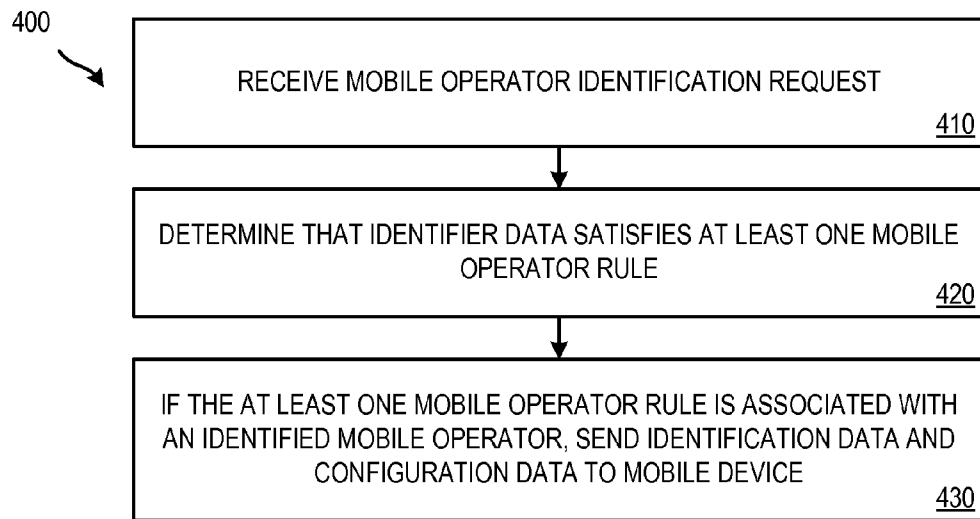 400
RECEIVE MOBILE OPERATOR IDENTIFICATION REQUEST
410
DETERMINE THAT IDENTIFIER DATA SATISFIES AT LEAST ONE MOBILE
OPERATOR RULE
420
IF THE AT LEAST ONE MOBILE OPERATOR RULE IS ASSOCIATED WITH
AN IDENTIFIED MOBILE OPERATOR, SEND IDENTIFICATION DATA AND
CONFIGURATION DATA TO MOBILE DEVICE
430